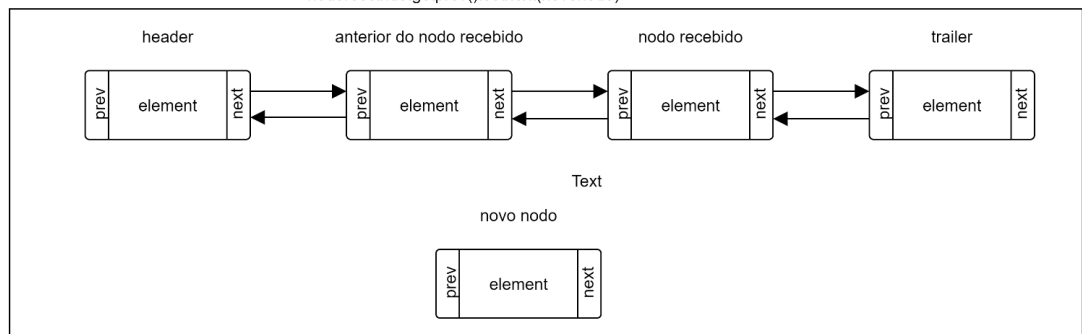 header
anterior do nodo recebido
nodo recebido
trailer
prev element next
prev element next
prev element next
prev element next
Text
novo nodo
prev element next